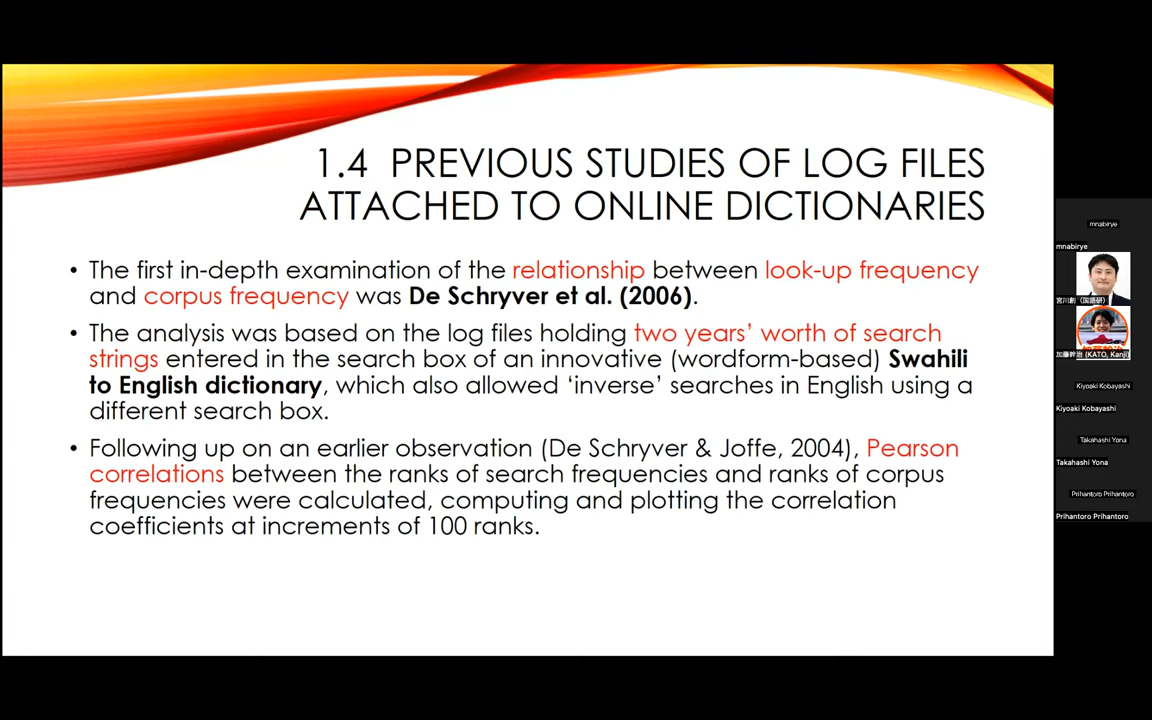 1.4 PREVIOUS STUDIES OF LOG FILES
ATTACHED TO ONLINE DICTIONARIES
• The first in-depth examination of the relationship between look-up frequency
and corpus frequency was De Schryver et al. (2006).
• The analysis was based on the log files holding two years’ worth of search
strings entered in the search box of an innovative (wordform-based) Swahili
to English dictionary, which also allowed ‘inverse’ searches in English using a
different search box.
• Following up on an earlier observation (De Schryver & Joffe, 2004), Pearson
correlations between the ranks of search frequencies and ranks of corpus
frequencies were calculated, computing and plotting the correlation
coefficients at increments of 100 ranks.
mnabirye
mnabirye
宮川創（国語研）
加藤幹治 (KATO, Kanji)
Kiyoaki Kobayashi
Kiyoaki Kobayashi
Takahashi Yona
Takahashi Yona
Prihantoro Prihantoro
Prihantoro Prihantoro